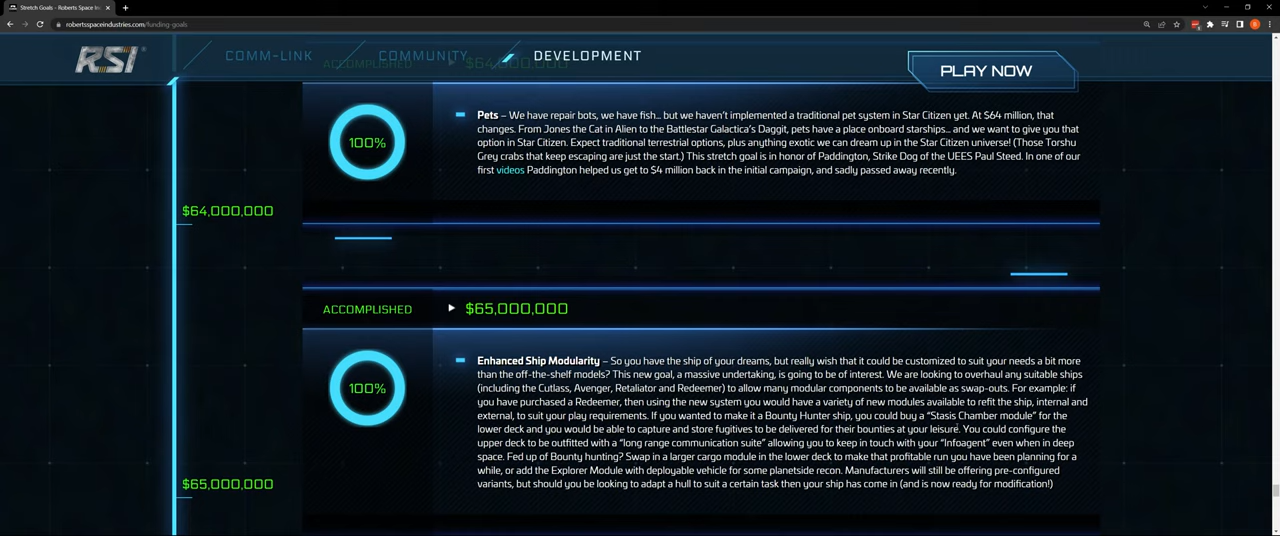 Stretch Goals - Roberts Space In
robertsspaceindustries.com/funding-goals
RSI
COMM-LINK
COMMUNITY
DEVELOPMENT
PLAY NOW
ACCOMPLISHED
$64,000,000
100%
Pets – We have repair bots, we have fish... but we haven't implemented a traditional pet system in Star Citizen yet. At $64 million, that
changes. From Jones the Cat in Alien to the Battlestar Galactica's Daggit, pets have a place onboard starships... and we want to give you that
option in Star Citizen. Expect traditional terrestrial options, plus anything exotic we can dream up in the Star Citizen universe! (Those Torshu
Grey crabs that keep escaping are just the start.) This stretch goal is in honor of Paddington, Strike Dog of the UEES Paul Steed. In one of our
first videos Paddington helped us get to $4 million back in the initial campaign, and sadly passed away recently.
$64,000,000
ACCOMPLISHED
$65,000,000
100%
Enhanced Ship Modularity – So you have the ship of your dreams, but really wish that it could be customized to suit your needs a bit more
than the off-the-shelf models? This new goal, a massive undertaking, is going to be of interest. We are looking to overhaul any suitable ships
(including the Cutlass, Avenger, Retaliator and Redeemer) to allow many modular components to be available as swap-outs. For example: if
you have purchased a Redeemer, then using the new system you would have a variety of new modules available to refit the ship, internal and
external, to suit your play requirements. If you wanted to make it a Bounty Hunter ship, you could buy a "Stasis Chamber module" for the
lower deck and you would be able to capture and store fugitives to be delivered for their bounties at your leisure. You could configure the
upper deck to be outfitted with a "long range communication suite" allowing you to keep in touch with your "Infoagent" even when in deep
space. Fed up of Bounty hunting? Swap in a larger cargo module in the lower deck to make that profitable run you have been planning for a
while, or add the Explorer Module with deployable vehicle for some planetside recon. Manufacturers will still be offering pre-configured
variants, but should you be looking to adapt a hull to suit a certain task then your ship has come in (and is now ready for modification!)
$65,000,000